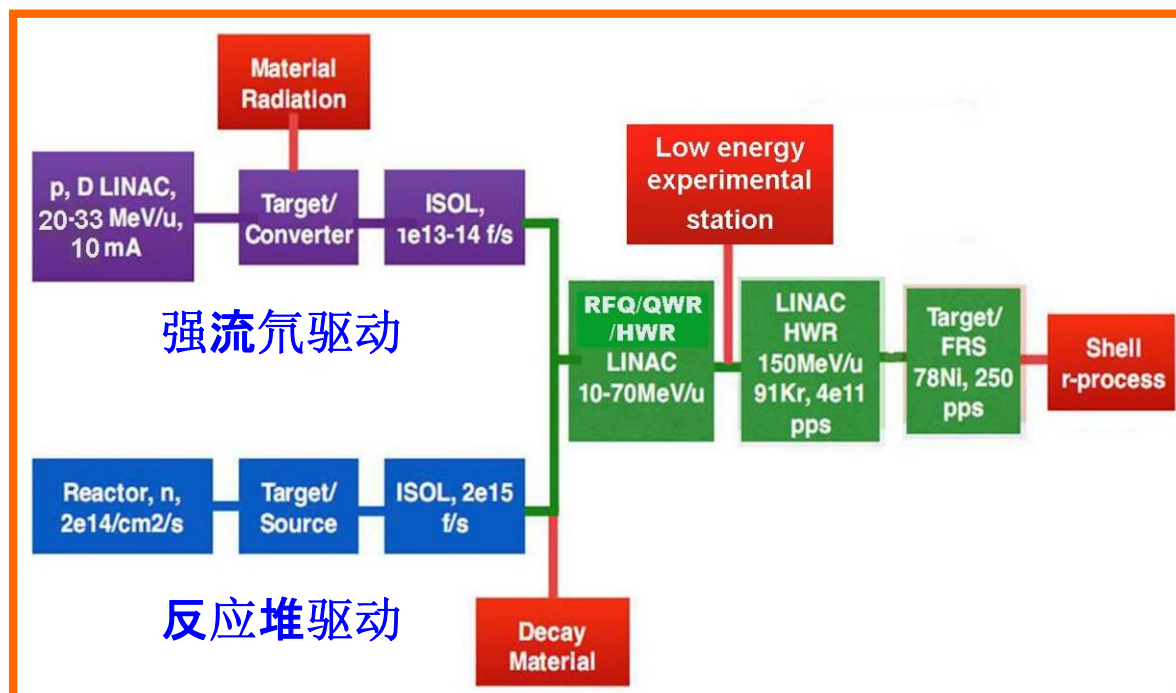 Material
Radiation
p, D LINAC,
20-33 MeV/u,
10 mA
Target/
Converter
ISOL,
1e13-14 f/s
Low energy
experimental
station
强流氘驱动
RFQ/QWR
/HWR
LINAC
10-70MeV/u
LINAC
HWR
150MeV/u
91Kr, 4e11
pps
Target/
FRS
78Ni, 250
pps
Shell
r-process
Reactor, n,
2e14/cm2/s
Target/
Source
ISOL, 2e15
f/s
反应堆驱动
Decay
Material